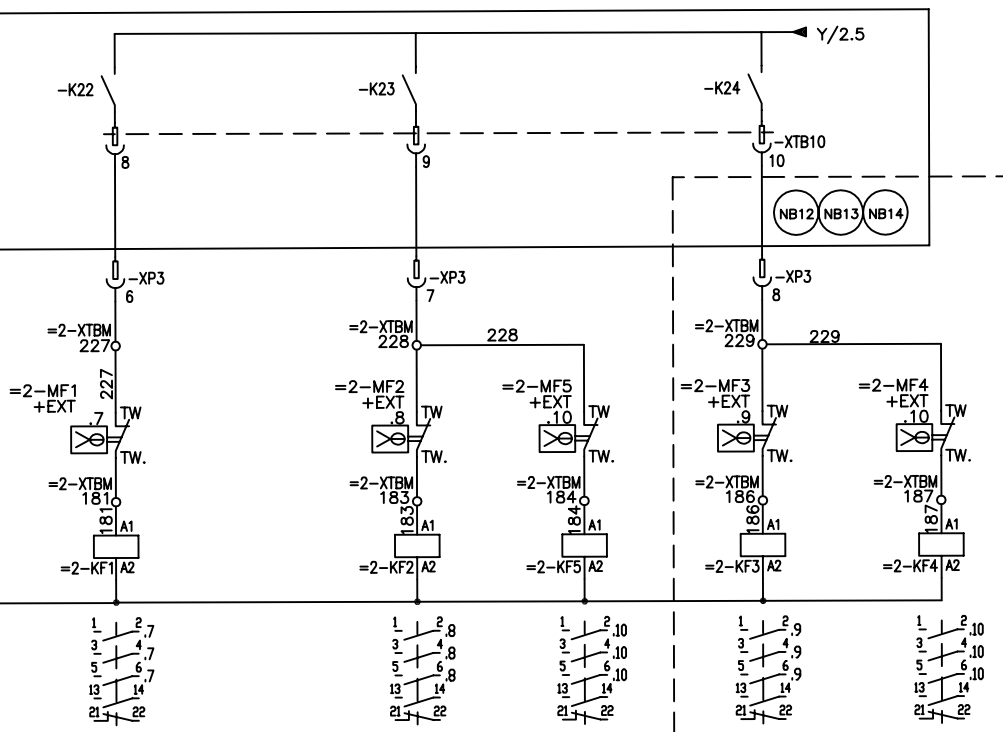 Y/2.5
-K22 -K23 -K24
8 9 -XTB10
10
NB12 NB13 NB14
-XP3 -XP3 -XP3
6 7 8
=2-XTBM =2-XTBM =2-XTBM
227 228 228 229 229
227
=2-MF1 =2-MF2 =2-MF5 =2-MF3 =2-MF4
+EXT +EXT +EXT +EXT +EXT
.7 TW .8 TW .10 TW .9 TW .10 TW
TW. TW. TW. TW. TW.
=2-XTBM =2-XTBM =2-XTBM =2-XTBM =2-XTBM
181 183 184 186 187
181 183 184 186 187
A1 A1 A1 A1 A1
=2-KF1 A2 =2-KF2 A2 =2-KF5 A2 =2-KF3 A2 =2-KF4 A2
1 2 .7 1 2 .8 1 2 .10 1 2 .9 1 2 .10
3 4 .7 3 4 .8 3 4 .10 3 4 .9 3 4 .10
5 6 .7 5 6 .8 5 6 .10 5 6 .9 5 6 .10
13 14 13 14 13 14 13 14 13 14
21 22 21 22 21 22 21 22 21 22